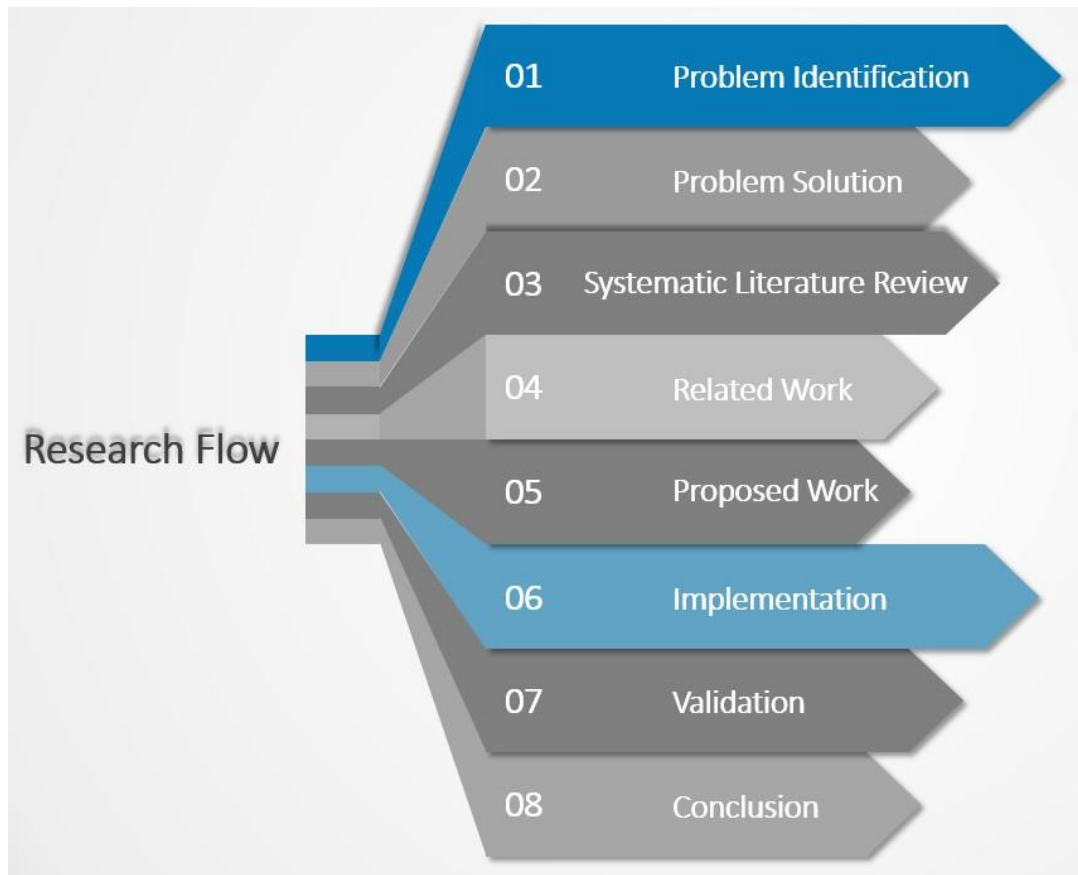 01 Problem Identification
02 Problem Solution
03 Systematic Literature Review
04 Related Work
Research Flow
05 Proposed Work
06 Implementation
07 Validation
08 Conclusion